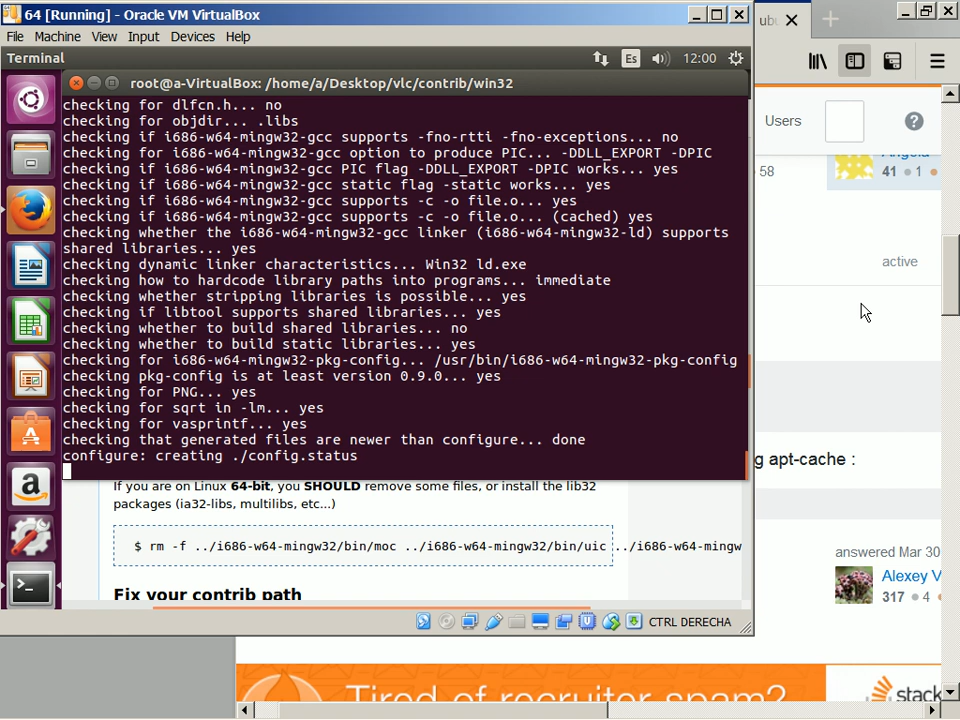 64 [Running] - Oracle VM VirtualBox
File Machine View Input Devices Help
Terminal
Es
12:00
root@a-VirtualBox: /home/a/Desktop/vlc/contrib/win32
checking for dlfcn.h... no
checking for objdir... .libs
checking if i686-w64-mingw32-gcc supports -fno-rtti -fno-exceptions... no
checking for i686-w64-mingw32-gcc option to produce PIC... -DDLL_EXPORT -DPIC
checking if i686-w64-mingw32-gcc PIC flag -DDLL_EXPORT -DPIC works... yes
checking if i686-w64-mingw32-gcc static flag -static works... yes
checking if i686-w64-mingw32-gcc supports -c -o file.o... yes
checking if i686-w64-mingw32-gcc supports -c -o file.o... (cached) yes
checking whether the i686-w64-mingw32-gcc linker (i686-w64-mingw32-ld) supports
shared libraries... yes
checking dynamic linker characteristics... Win32 ld.exe
checking how to hardcode library paths into programs... immediate
checking whether stripping libraries is possible... yes
checking if libtool supports shared libraries... yes
checking whether to build shared libraries... no
checking whether to build static libraries... yes
checking for i686-w64-mingw32-pkg-config... /usr/bin/i686-w64-mingw32-pkg-config
checking pkg-config is at least version 0.9.0... yes
checking for PNG... yes
checking for sqrt in -lm... yes
checking for vasprintf... yes
checking that generated files are newer than configure... done
configure: creating ./config.status
If you are on Linux 64-bit, you SHOULD remove some files, or install the lib32
packages (ia32-libs, multilibs, etc...)
$ rm -f ../i686-w64-mingw32/bin/moc ../i686-w64-mingw32/bin/uic ../i686-w64-mingw
Fix your contrib path
CTRL DERECHA
ubu
Users
58
41 1
active
g apt-cache :
answered Mar 30
Alexey V
317 4
Tired of recruiter spam?
stack